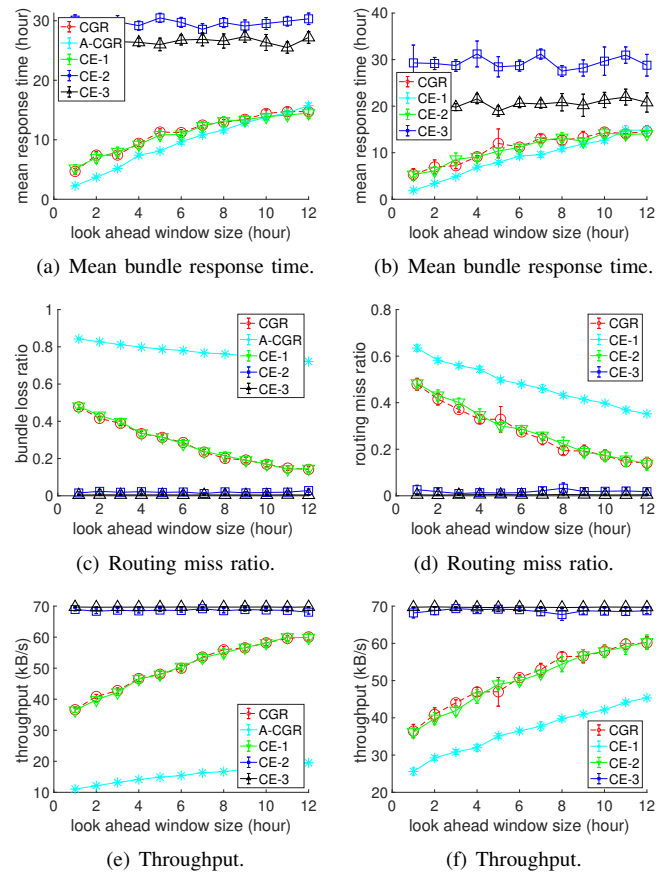 mean response time (hour)
30
20
10
0
CGR
A-CGR
CE-1
CE-2
CE-3
2 4 6 8 10 12
look ahead window size (hour)
(a) Mean bundle response time.
mean response time (hour)
40
30
20
10
0
CGR
CE-1
CE-2
CE-3
2 4 6 8 10 12
look ahead window size (hour)
(b) Mean bundle response time.
bundle loss ratio
1
0.8
0.6
0.4
0.2
0
CGR
A-CGR
CE-1
CE-2
CE-3
0 2 4 6 8 10 12
look ahead window size (hour)
(c) Routing miss ratio.
routing miss ratio
0.8
0.6
0.4
0.2
0
CGR
CE-1
CE-2
CE-3
0 2 4 6 8 10 12
look ahead window size (hour)
(d) Routing miss ratio.
throughput (kB/s)
70
60
50
40
30
20
10
CGR
A-CGR
CE-1
CE-2
CE-3
0 2 4 6 8 10 12
look ahead window size (hour)
(e) Throughput.
throughput (kB/s)
70
60
50
40
30
20
CGR
CE-1
CE-2
CE-3
0 2 4 6 8 10 12
look ahead window size (hour)
(f) Throughput.